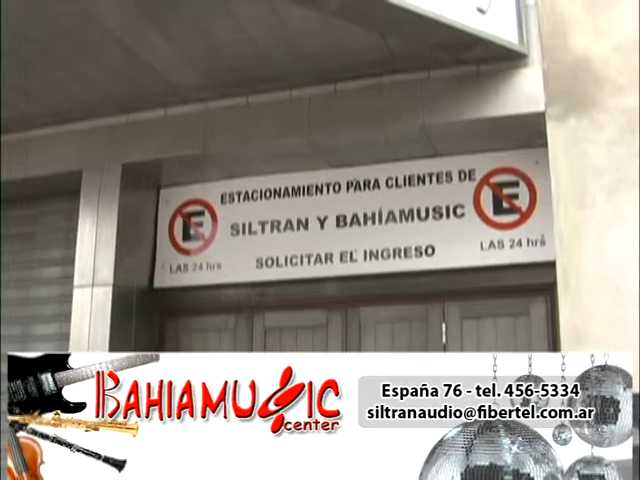 ESTACIONAMIENTO PARA CLIENTES DE
SILTRAN Y BAHÍAMUSIC
SOLICITAR EL INGRESO
E
LAS 24 hrs
E
LAS 24 hrs
BAHIAMUSIC
center
España 76 - tel. 456-5334
siltranaudio@fibertel.com.ar